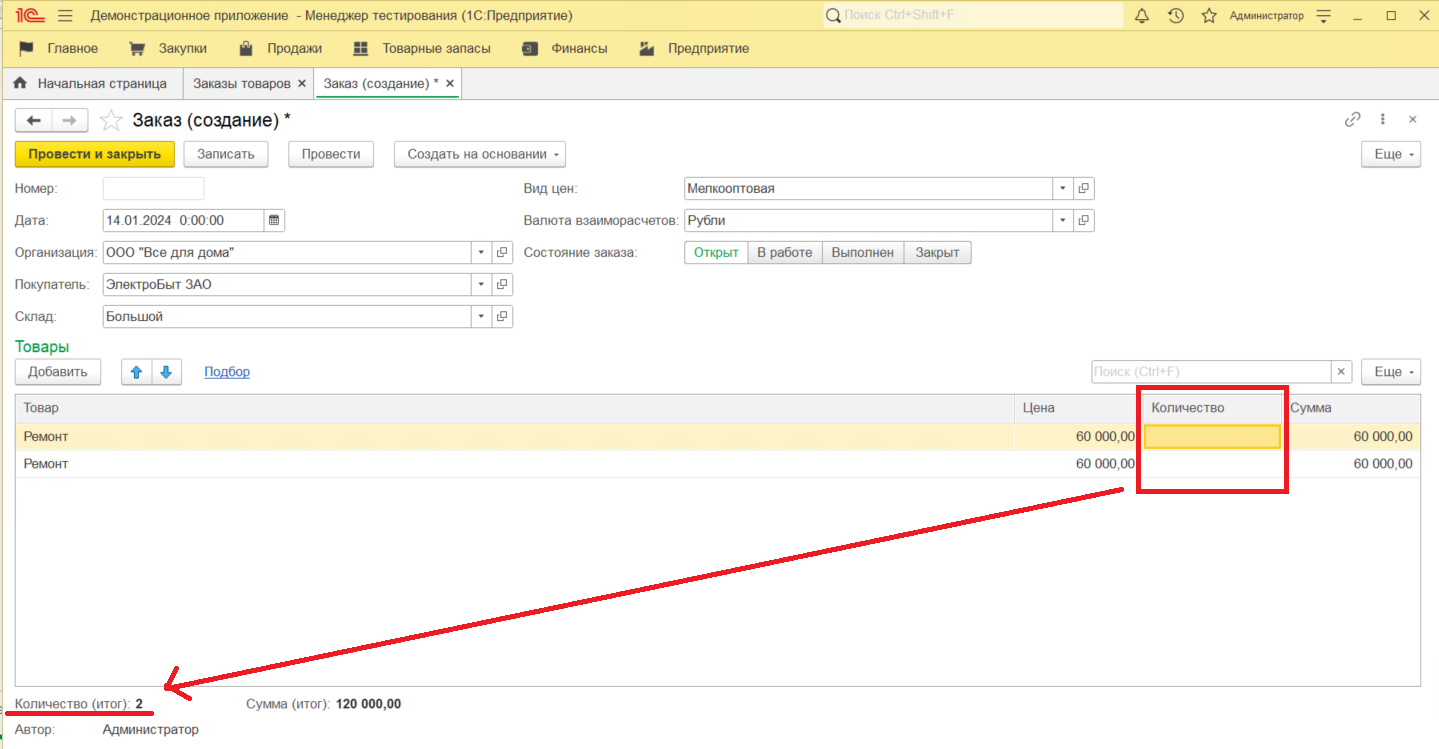 1С Демонстрационное приложение - Менеджер тестирования (1С:Предприятие) Поиск Ctrl+Shift+F Администратор
Главное Закупки Продажи Товарные запасы Финансы Предприятие
Начальная страница Заказы товаров × Заказ (создание) * ×
Заказ (создание) *
Провести и закрыть Записать Провести Создать на основании Еще
Номер: Вид цен: Мелкооптовая
Дата: 14.01.2024 0:00:00 Валюта взаиморасчетов: Рубли
Организация: ООО "Все для дома" Состояние заказа: Открыт В работе Выполнен Закрыт
Покупатель: ЭлектроБыт ЗАО
Склад: Большой
Товары
Добавить Подбор Поиск (Ctrl+F) × Еще
Товар Цена Количество Сумма
Ремонт 60 000,00 60 000,00
Ремонт 60 000,00 60 000,00
Количество (итог): 2 Сумма (итог): 120 000,00
Автор: Администратор